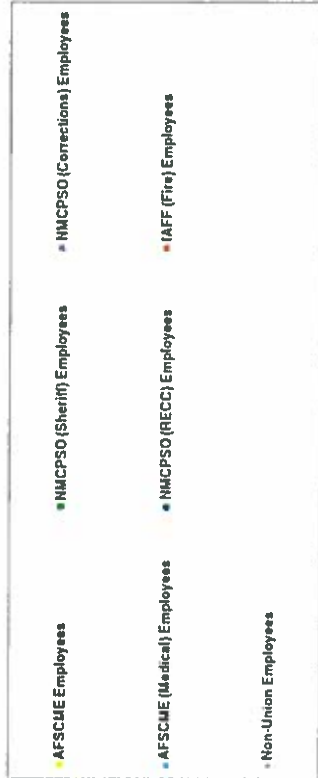 AFSCME Employees
NMCPSO (Sheriff) Employees
NMCPSO (Corrections) Employees
AFSCME (Medical) Employees
NMCPSO (RECC) Employees
IAFF (Fire) Employees
Non-Union Employees